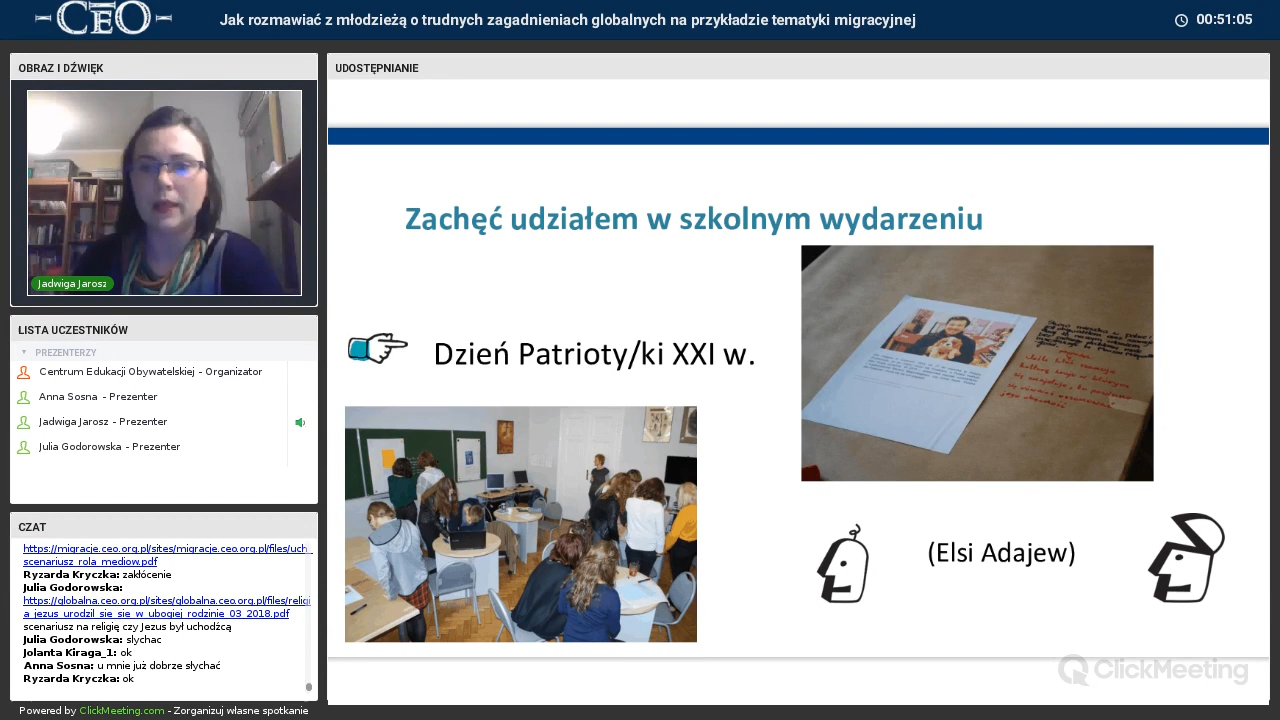 CEO
Jak rozmawiać z młodzieżą o trudnych zagadnieniach globalnych na przykładzie tematyki migracyjnej
00:51:05
OBRAZ I DŹWIĘK
Jadwiga Jarosz
LISTA UCZESTNIKÓW
PREZENTERZY
Centrum Edukacji Obywatelskiej - Organizator
Anna Sosna - Prezenter
Jadwiga Jarosz - Prezenter
Julia Godorowska - Prezenter
CZAT
https://migracje.ceo.org.pl/sites/migracje.ceo.org.pl/files/uch_
scenariusz_rola_mediow.pdf
Ryzarda Kryczka: zakłócenie
Julia Godorowska:
https://globalna.ceo.org.pl/sites/globalna.ceo.org.pl/files/religi
a_jezus_urodzil_sie_sie_w_ubogiej_rodzinie_03_2018.pdf
scenariusz na religię czy Jezus był uchodźcą
Julia Godorowska: slychac
Jolanta Kiraga_1: ok
Anna Sosna: u mnie już dobrze słychać
Ryzarda Kryczka: ok
Powered by ClickMeeting.com - Zorganizuj własne spotkanie
UDOSTĘPNIANIE
Zachęć udziałem w szkolnym wydarzeniu
Dzień Patrioty/ki XXI w.
(Elsi Adajew)
ClickMeeting